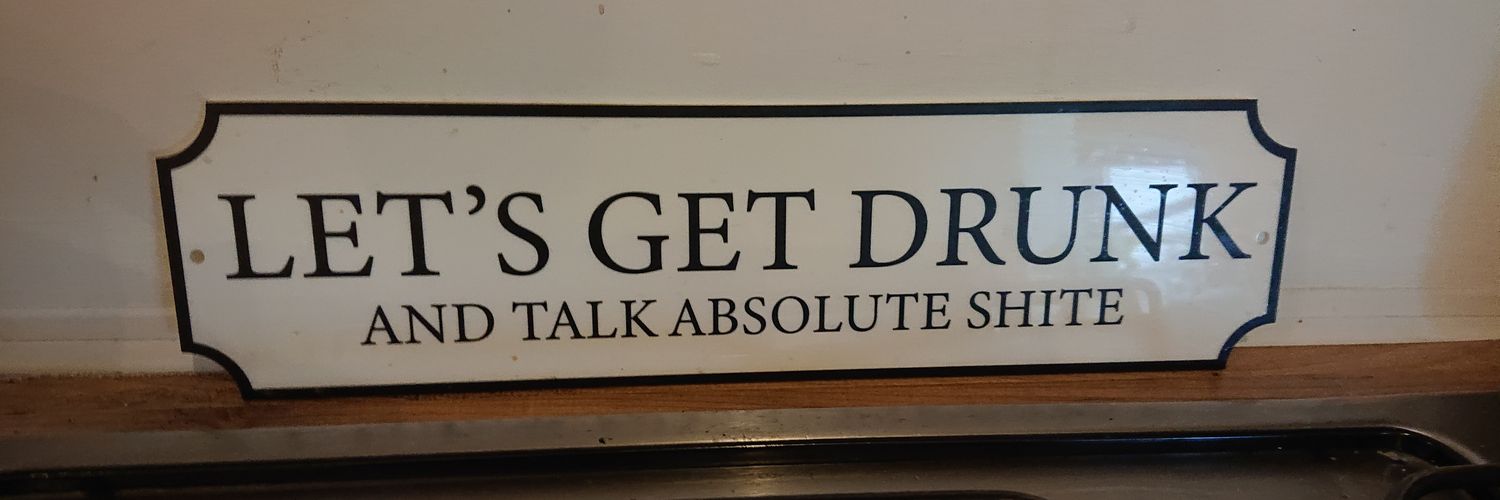 LET’S GET DRUNK
AND TALK ABSOLUTE SHITE